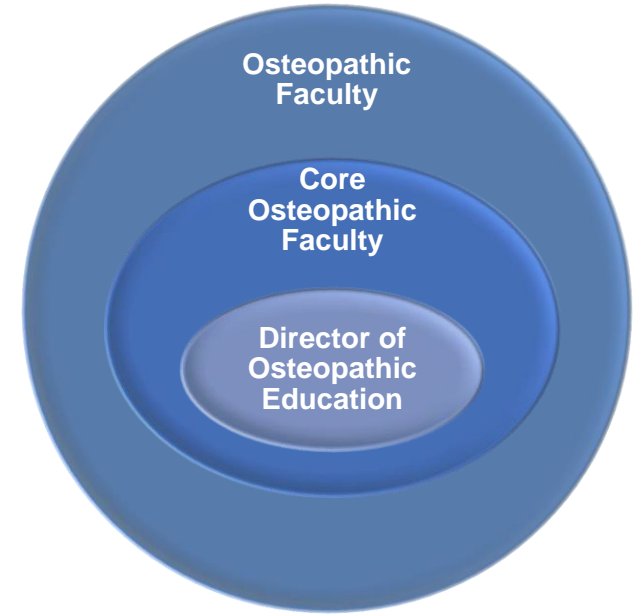 Osteopathic
Faculty
Core
Osteopathic
Faculty
Director of
Osteopathic
Education